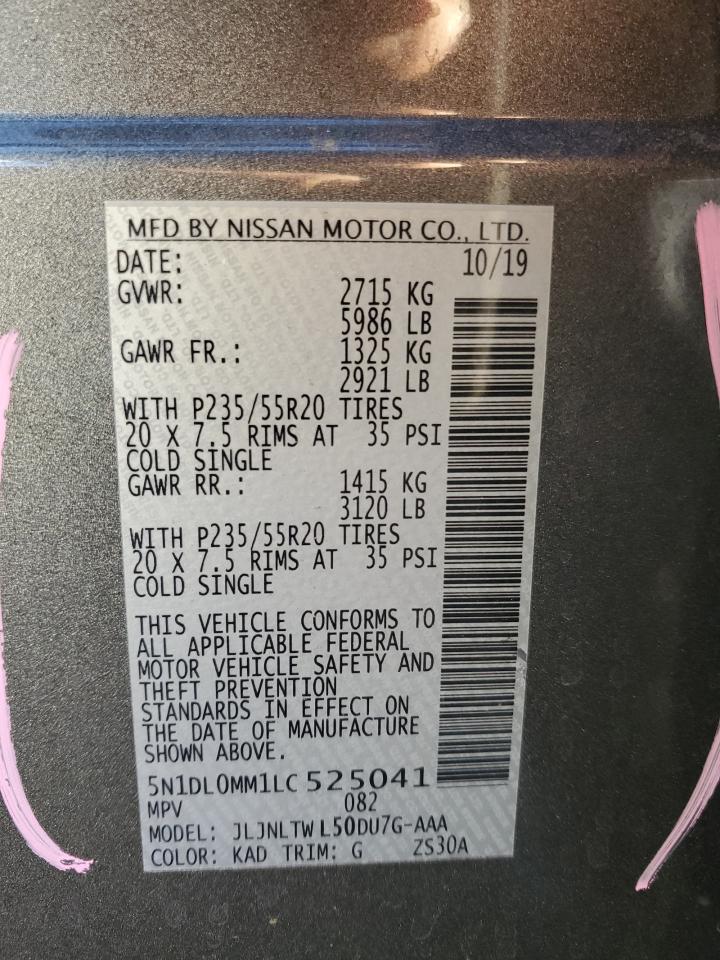 MFD BY NISSAN MOTOR CO., LTD.
DATE: 10/19
GVWR: 2715 KG
5986 LB
GAWR FR.: 1325 KG
2921 LB
WITH P235/55R20 TIRES
20 X 7.5 RIMS AT 35 PSI
COLD SINGLE
GAWR RR.: 1415 KG
3120 LB
WITH P235/55R20 TIRES
20 X 7.5 RIMS AT 35 PSI
COLD SINGLE
THIS VEHICLE CONFORMS TO
ALL APPLICABLE FEDERAL
MOTOR VEHICLE SAFETY AND
THEFT PREVENTION
STANDARDS IN EFFECT ON
THE DATE OF MANUFACTURE
SHOWN ABOVE.
5N1DL0MM1LC 525041
MPV 082
MODEL: JLJNLTW L50DU7G-AAA
COLOR: KAD TRIM: G ZS30A